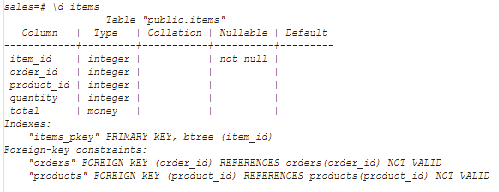 sales=# \d items
Table "public.items"
Column | Type | Collation | Nullable | Default
------------+---------+-----------+----------+---------
item_id | integer | | not null |
order_id | integer | | |
product_id | integer | | |
quantity | integer | | |
total | money | | |
Indexes:
"items_pkey" PRIMARY KEY, btree (item_id)
Foreign-key constraints:
"orders" FOREIGN KEY (order_id) REFERENCES orders(order_id) NOT VALID
"products" FOREIGN KEY (product_id) REFERENCES products(product_id) NOT VALID